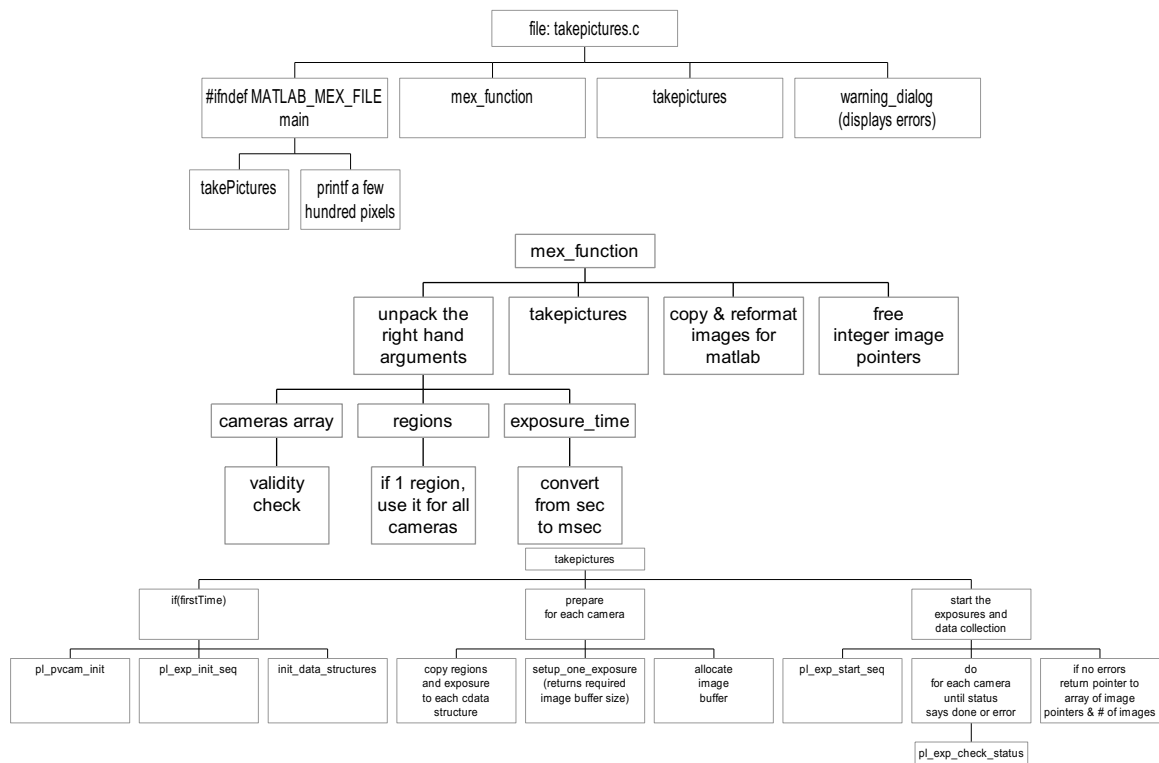 file: takepictures.c
#ifndef MATLAB_MEX_FILE
main
mex_function
takepictures
warning_dialog
(displays errors)
takePictures
printf a few
hundred pixels
mex_function
unpack the
right hand
arguments
takepictures
copy & reformat
images for
matlab
free
integer image
pointers
cameras array
regions
exposure_time
validity
check
if 1 region,
use it for all
cameras
convert
from sec
to msec
takepictures
if(firstTime)
prepare
for each camera
start the
exposures and
data collection
pl_pvcam_init
pl_exp_init_seq
init_data_structures
copy regions
and exposure
to each cdata
structure
setup_one_exposure
(returns required
image buffer size)
allocate
image
buffer
pl_exp_start_seq
do
for each camera
until status
says done or error
if no errors
return pointer to
array of image
pointers & # of images
pl_exp_check_status